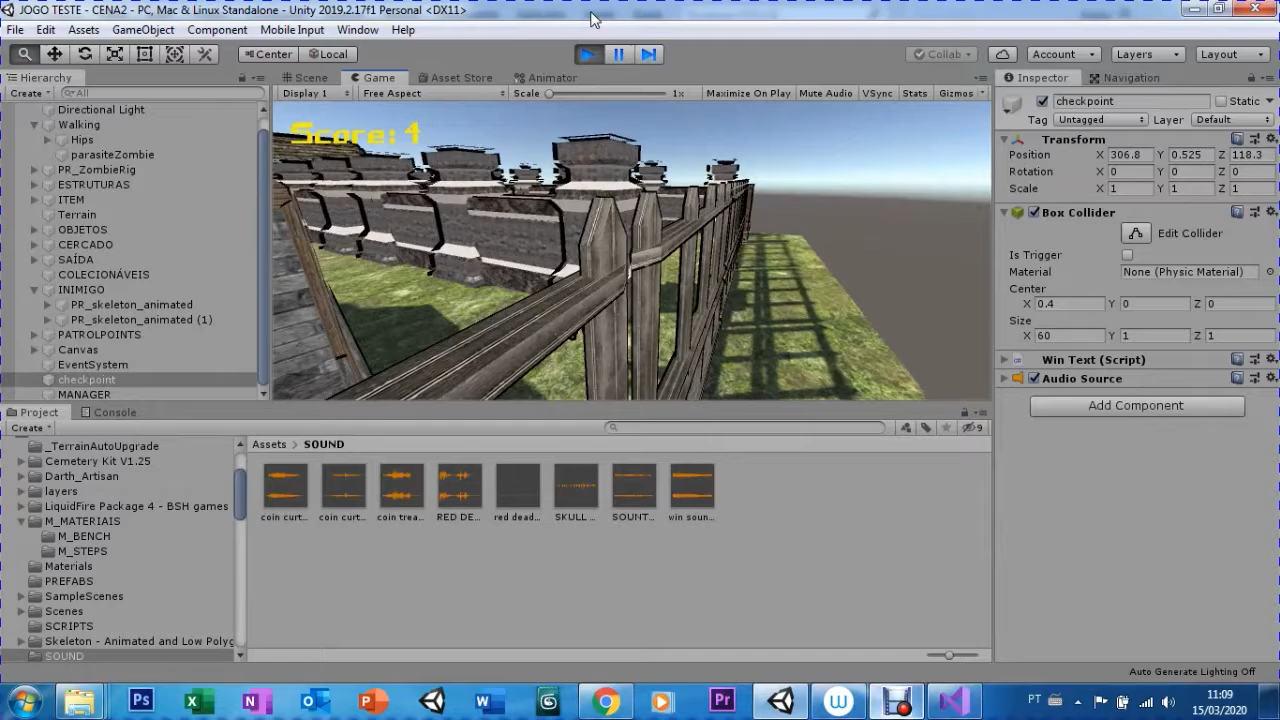 JOGO TESTE - CENA2 - PC, Mac & Linux Standalone - Unity 2019.2.17f1 Personal <DX11>
File Edit Assets GameObject Component Mobile Input Window Help
Center Local Collab Account Layers Layout
Hierarchy
Create All
Directional Light
Walking
Hips
parasiteZombie
PR_ZombieRig
ESTRUTURAS
ITEM
Terrain
OBJETOS
CERCADO
SAÍDA
COLECIONÁVEIS
INIMIGO
PR_skeleton_animated
PR_skeleton_animated (1)
PATROLPOINTS
Canvas
EventSystem
checkpoint
MANAGER
Scene Game Asset Store Animator
Display 1 Free Aspect Scale 1x Maximize On Play Mute Audio VSync Stats Gizmos
Score: 4
Inspector Navigation
checkpoint Static
Tag Untagged Layer Default
Transform
Position X 306.8 Y 0.525 Z 118.3
Rotation X 0 Y 0 Z 0
Scale X 1 Y 1 Z 1
Box Collider
Edit Collider
Is Trigger
Material None (Physic Material)
Center
X 0.4 Y 0 Z 0
Size
X 60 Y 1 Z 1
Win Text (Script)
Audio Source
Add Component
Project Console
Create 9
_TerrainAutoUpgrade
Cemetery Kit V1.25
Darth_Artisan
layers
LiquidFire Package 4 - BSH games
M_MATERIAIS
M_BENCH
M_STEPS
Materials
PREFABS
SampleScenes
Scenes
SCRIPTS
Skeleton - Animated and Low Polyg
SOUND
Assets > SOUND
coin curt... coin curt... coin trea... RED DE... red dead... SKULL ... SOUNT... win soun...
Auto Generate Lighting Off
Ps Pr PT 11:09
15/03/2020